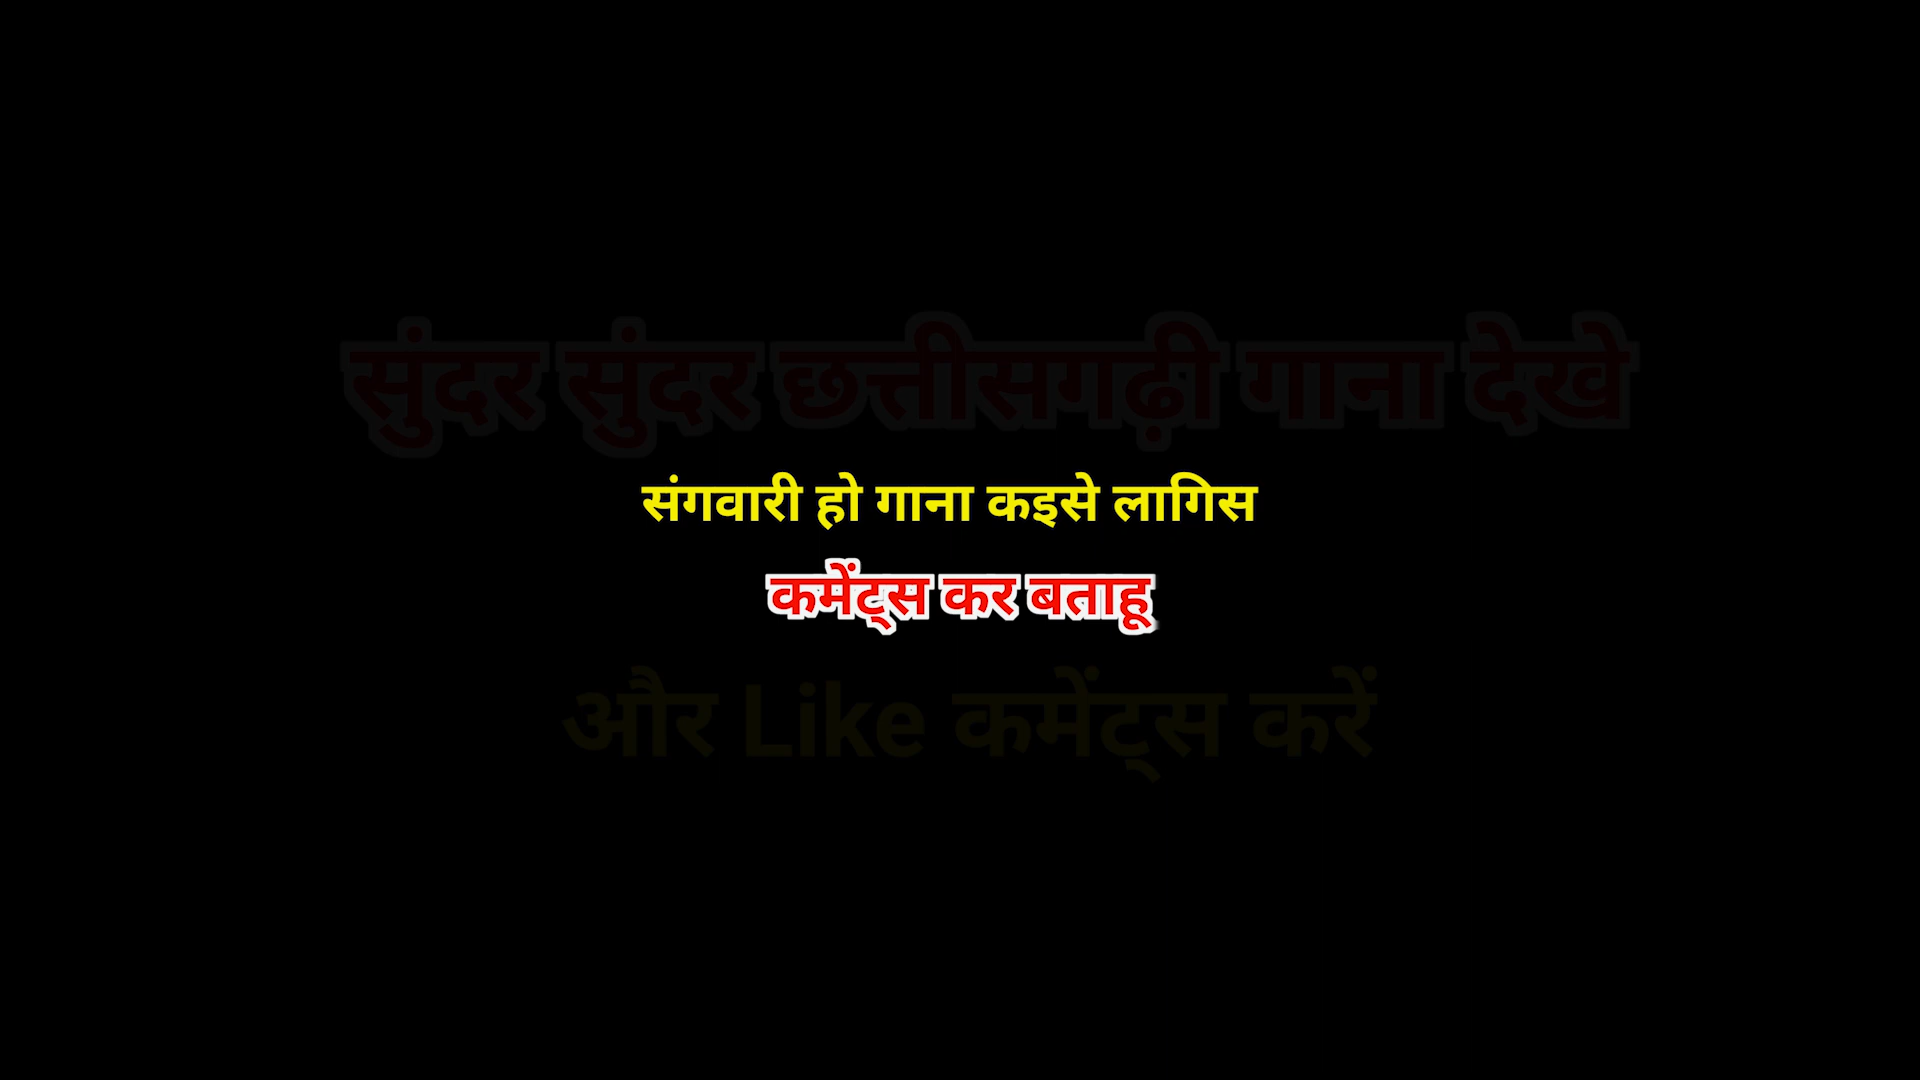 सुंदर सुंदर छत्तीसगढ़ी गाना देखे
संगवारी हो गाना कइसे लागिस
कमेंट्स कर बताहू
और Like कमेंट्स करें